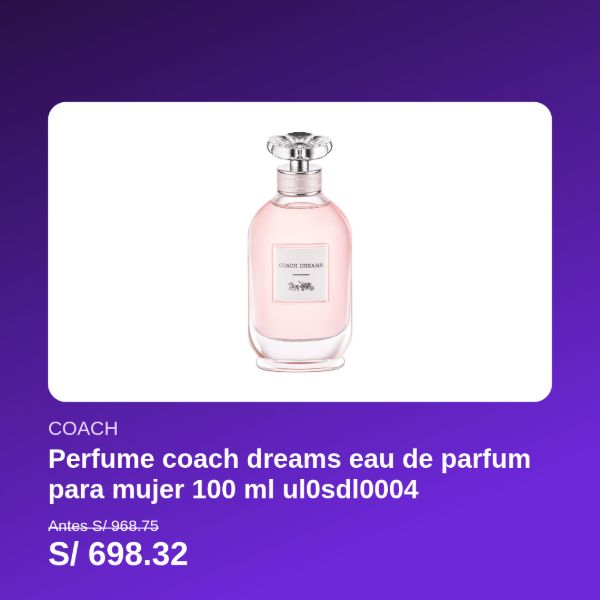 COACH DREAMS
COACH
Perfume coach dreams eau de parfum
para mujer 100 ml ul0sdl0004
Antes S/ 968.75
S/ 698.32